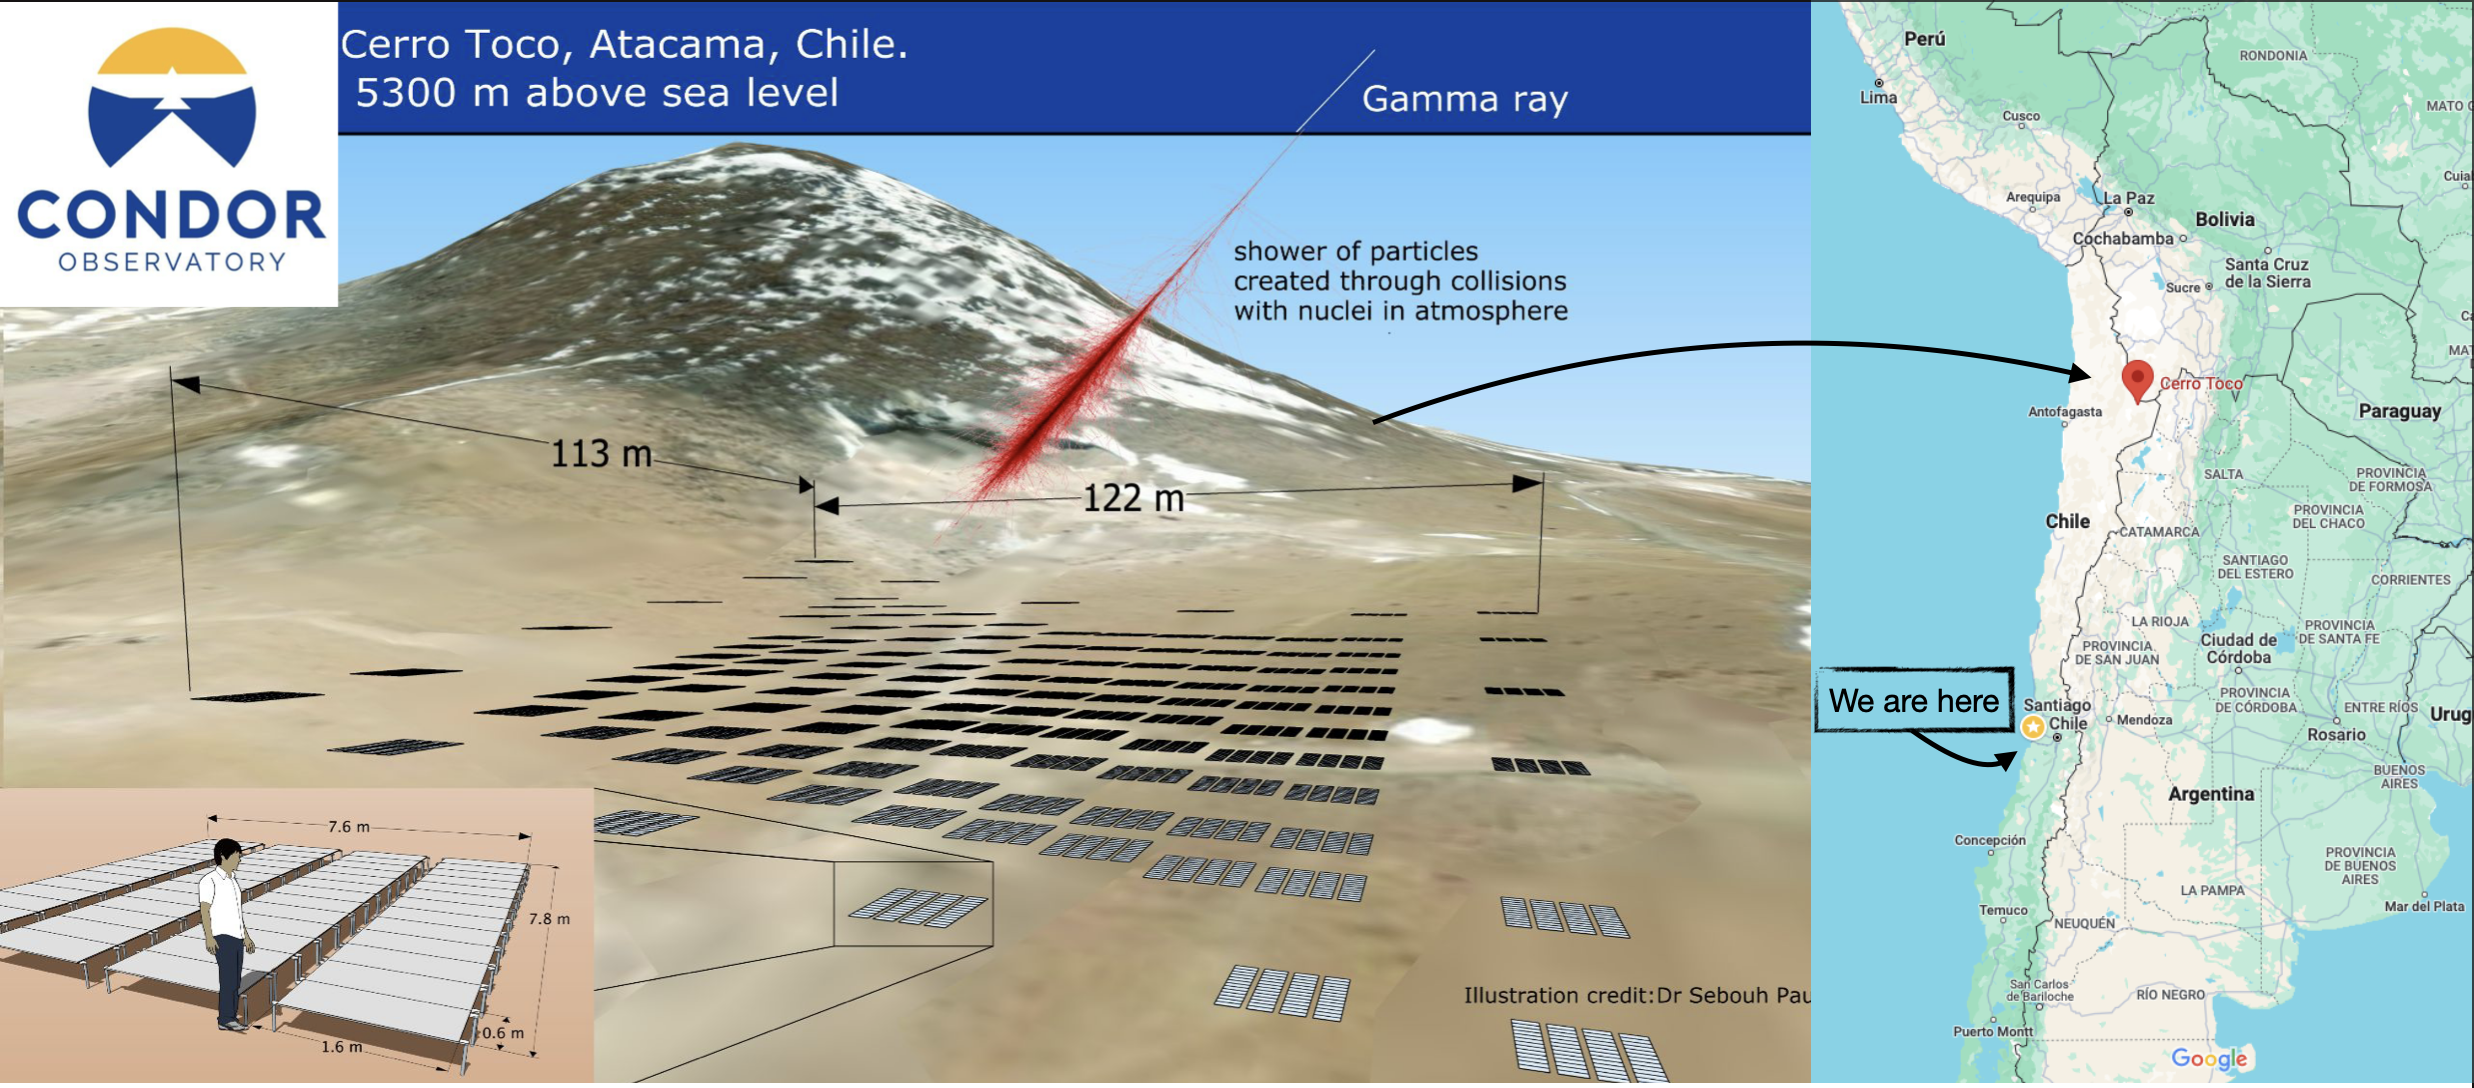 CONDOR
OBSERVATORY
Cerro Toco, Atacama, Chile.
5300 m above sea level
Gamma ray
shower of particles
created through collisions
with nuclei in atmosphere
113 m
122 m
7.6 m
7.8 m
0.6 m
1.6 m
Illustration credit:Dr Sebouh Pau
Perú
Lima
Cusco
Arequipa
RONDONIA
MATO G
Cuia
La Paz
Bolivia
Cochabamba
Santa Cruz
de la Sierra
Sucre
Cerro Toco
Antofagasta
Paraguay
SALTA
PROVINCIA
DE FORMOSA
PROVINCIA
DEL CHACO
Chile
CATAMARCA
SANTIAGO
DEL ESTERO
CORRIENTES
LA RIOJA
PROVINCIA
DE SANTA FE
Ciudad de
Córdoba
PROVINCIA
DE SAN JUAN
We are here
Santiago
Chile
Mendoza
PROVINCIA
DE CÓRDOBA
ENTRE RÍOS
Urug
Rosario
BUENOS
AIRES
Argentina
Concepción
PROVINCIA
DE BUENOS
AIRES
LA PAMPA
Mar del Plata
Temuco
NEUQUÉN
San Carlos
de Bariloche
RÍO NEGRO
Puerto Montt
Google